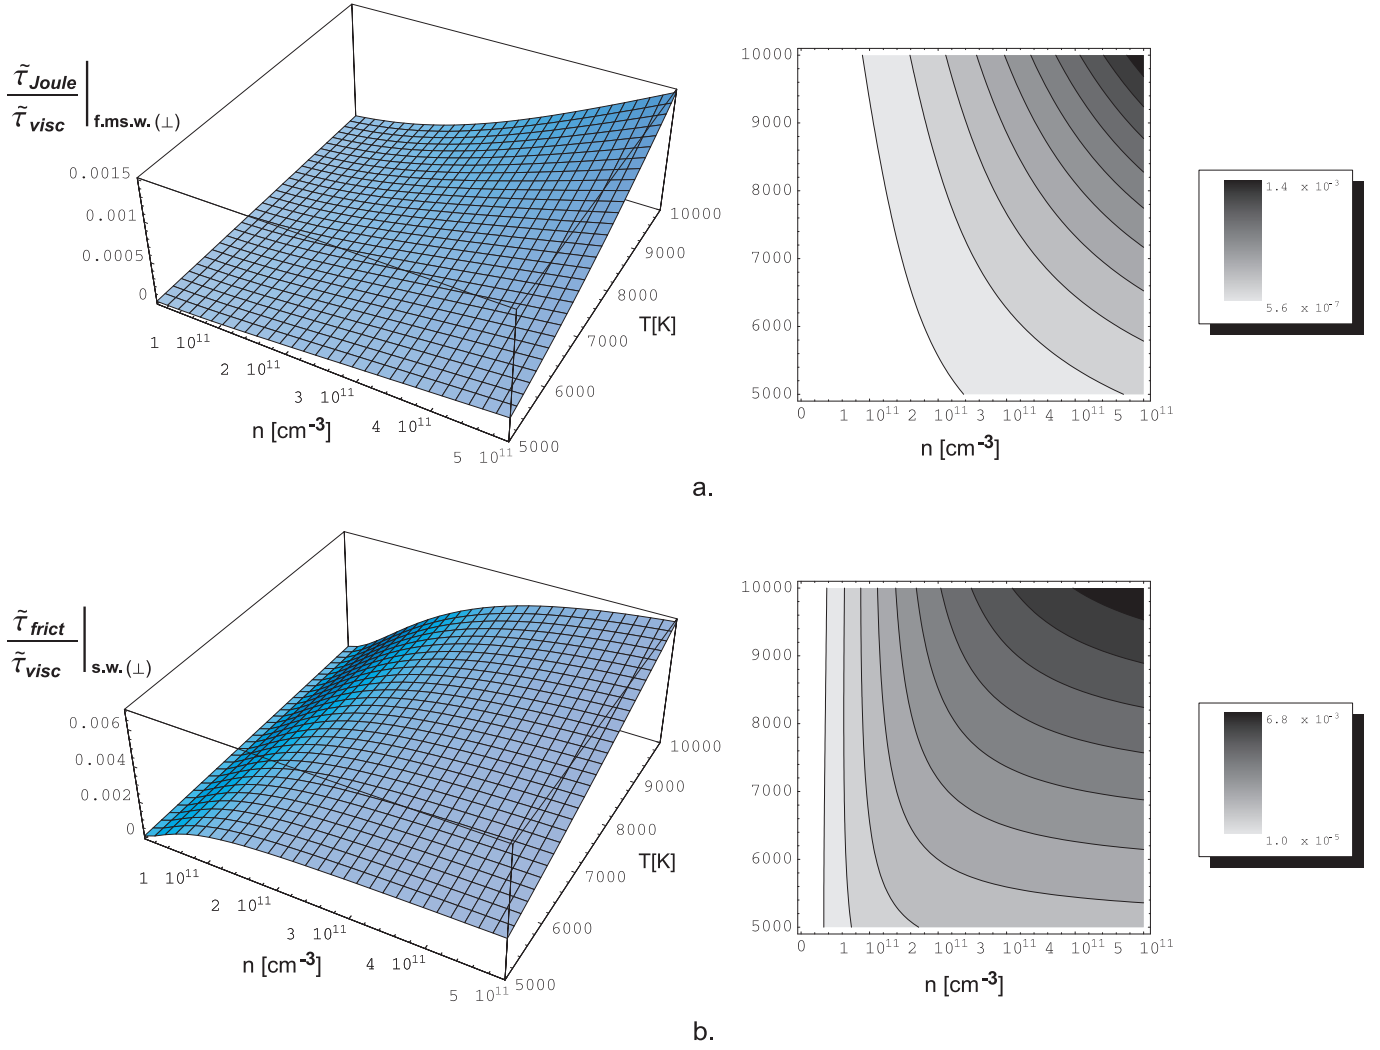 τ̃Joule
τ̃visc
f.ms.w.(⊥)
0.0015
0.001
0.0005
0
1 10¹¹
2 10¹¹
3 10¹¹
4 10¹¹
5 10¹¹
n [cm⁻³]
5000
6000
7000
8000
9000
10000
T[K]
10000
9000
8000
7000
6000
5000
0 1 10¹¹ 2 10¹¹ 3 10¹¹ 4 10¹¹ 5 10¹¹
n [cm⁻³]
1.4 x 10⁻³
5.6 x 10⁻⁷
a.
τ̃frict
τ̃visc
s.w.(⊥)
0.006
0.004
0.002
0
1 10¹¹
2 10¹¹
3 10¹¹
4 10¹¹
5 10¹¹
n [cm⁻³]
5000
6000
7000
8000
9000
10000
T[K]
10000
9000
8000
7000
6000
5000
0 1 10¹¹ 2 10¹¹ 3 10¹¹ 4 10¹¹ 5 10¹¹
n [cm⁻³]
6.8 x 10⁻³
1.0 x 10⁻⁵
b.